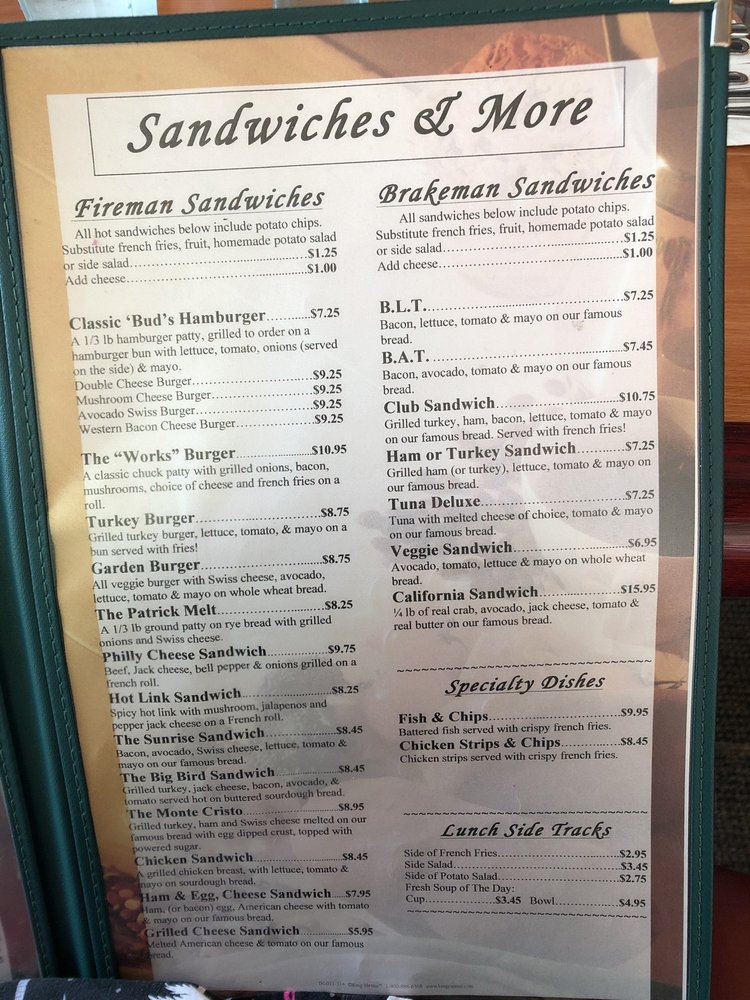 Sandwiches & More
Fireman Sandwiches
All hot sandwiches below include potato chips.
Substitute french fries, fruit, homemade potato salad
or side salad..................................................$1.25
Add cheese....................................................$1.00
Classic ‘Bud’s Hamburger...........$7.25
A 1/3 lb hamburger patty, grilled to order on a
hamburger bun with lettuce, tomato, onions (served
on the side) & mayo.
Double Cheese Burger..............................$9.25
Mushroom Cheese Burger.........................$9.25
Avocado Swiss Burger.............................$9.25
Western Bacon Cheese Burger....................$9.25
The “Works” Burger....................$10.95
A classic chuck patty with grilled onions, bacon,
mushrooms, choice of cheese and french fries on a
roll.
Turkey Burger................................$8.75
Grilled turkey burger, lettuce, tomato, & mayo on a
bun served with fries!
Garden Burger...............................$8.75
All veggie burger with Swiss cheese, avocado,
lettuce, tomato & mayo on whole wheat bread.
The Patrick Melt............................$8.25
A 1/3 lb ground patty on rye bread with grilled
onions and Swiss cheese.
Philly Cheese Sandwich................$9.75
Beef, Jack cheese, bell pepper & onions grilled on a
french roll.
Hot Link Sandwich.......................$8.25
Spicy hot link with mushroom, jalapenos and
pepper jack cheese on a French roll.
The Sunrise Sandwich..................$8.45
Bacon, avocado, Swiss cheese, lettuce, tomato &
mayo on our famous bread.
The Big Bird Sandwich................$8.45
Grilled turkey, jack cheese, bacon, avocado, &
tomato served hot on buttered sourdough bread.
The Monte Cristo.........................$8.95
Grilled turkey, ham and Swiss cheese melted on our
famous bread with egg dipped crust, topped with
powered sugar.
Chicken Sandwich........................$8.45
A grilled chicken breast, with lettuce, tomato &
mayo on sourdough bread.
Ham & Egg, Cheese Sandwich.....$7.95
Ham, (or bacon) egg, American cheese with tomato
& mayo on our famous bread.
Grilled Cheese Sandwich..............$5.95
Melted American cheese & tomato on our famous
bread.
Brakeman Sandwiches
All sandwiches below include potato chips.
Substitute french fries, fruit, homemade potato salad
or side salad..................................................$1.25
Add cheese....................................................$1.00
B.L.T.................................................$7.25
Bacon, lettuce, tomato & mayo on our famous
bread.
B.A.T. ..............................................$7.45
Bacon, avocado, tomato & mayo on our famous
bread.
Club Sandwich..............................$10.75
Grilled turkey, ham, bacon, lettuce, tomato & mayo
on our famous bread. Served with french fries!
Ham or Turkey Sandwich............$7.25
Grilled ham (or turkey), lettuce, tomato & mayo on
our famous bread.
Tuna Deluxe..................................$7.25
Tuna with melted cheese of choice, tomato & mayo
on our famous bread.
Veggie Sandwich...........................$6.95
Avocado, tomato, lettuce & mayo on whole wheat
bread.
California Sandwich.....................$15.95
¼ lb of real crab, avocado, jack cheese, tomato &
real butter on our famous bread.
~~~~~~~~~~~~~~~~~~~~~~~~~~~~~~
Specialty Dishes
Fish & Chips................................$9.95
Battered fish served with crispy french fries.
Chicken Strips & Chips................$8.45
Chicken strips served with crispy french fries.
~~~~~~~~~~~~~~~~~~~~~~~~~~~~~~
Lunch Side Tracks
Side of French Fries..................................$2.95
Side Salad................................................$3.45
Side of Potato Salad..................................$2.75
Fresh Soup of The Day:
Cup...............$3.45 Bowl....................$4.95
~~~~~~~~~~~~~~~~~~~~~~~~~~~~~~